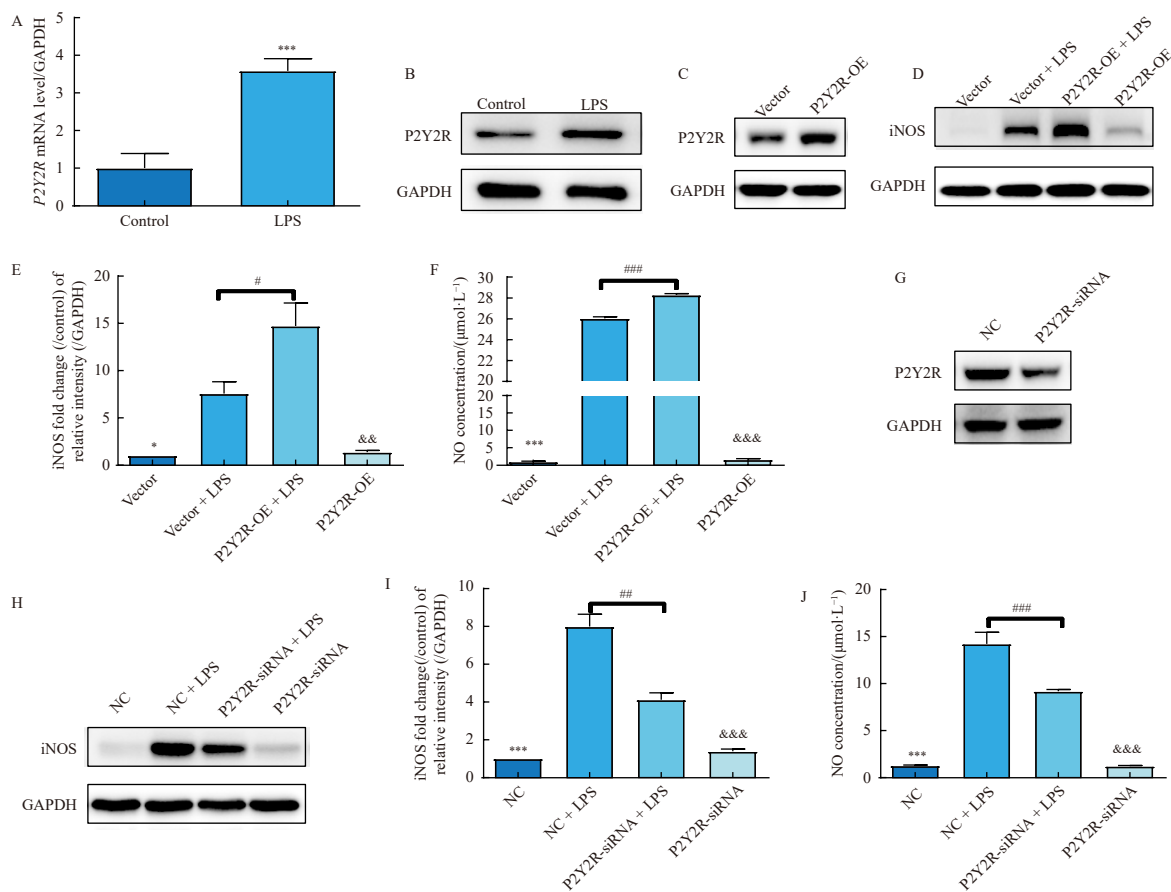 A
P2Y2R mRNA level/GAPDH
5
4
3
2
1
0
***
Control
LPS
B
Control
LPS
P2Y2R
GAPDH
C
Vector
P2Y2R-OE
P2Y2R
GAPDH
D
Vector
Vector + LPS
P2Y2R-OE + LPS
P2Y2R-OE
iNOS
GAPDH
E
iNOS fold change (/control) of
relative intensity (/GAPDH)
20
15
10
5
0
*
#
&&
Vector
Vector + LPS
P2Y2R-OE + LPS
P2Y2R-OE
F
NO concentration/(μmol·L⁻¹)
30
28
26
24
22
20
20
15
10
5
0
***
###
&&&
Vector
Vector + LPS
P2Y2R-OE + LPS
P2Y2R-OE
G
NC
P2Y2R-siRNA
P2Y2R
GAPDH
H
NC
NC + LPS
P2Y2R-siRNA + LPS
P2Y2R-siRNA
iNOS
GAPDH
I
iNOS fold change(/control) of
relative intensity (/GAPDH)
10
8
6
4
2
0
***
##
&&&
NC
NC + LPS
P2Y2R-siRNA + LPS
P2Y2R-siRNA
J
NO concentration/(μmol·L⁻¹)
20
15
10
5
0
***
###
&&&
NC
NC + LPS
P2Y2R-siRNA + LPS
P2Y2R-siRNA